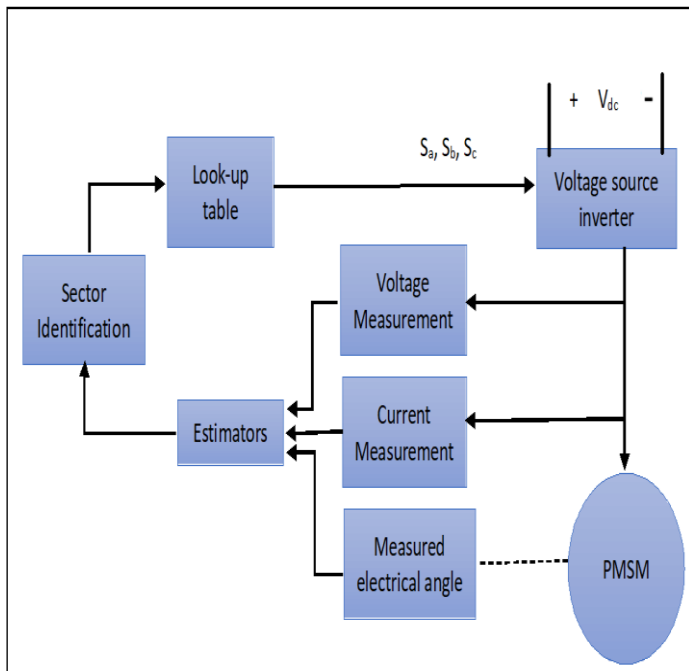 + Vdc -
Sa, Sb, Sc
Look-up
table
Voltage source
inverter
Sector
Identification
Voltage
Measurement
Estimators
Current
Measurement
Measured
electrical angle
PMSM